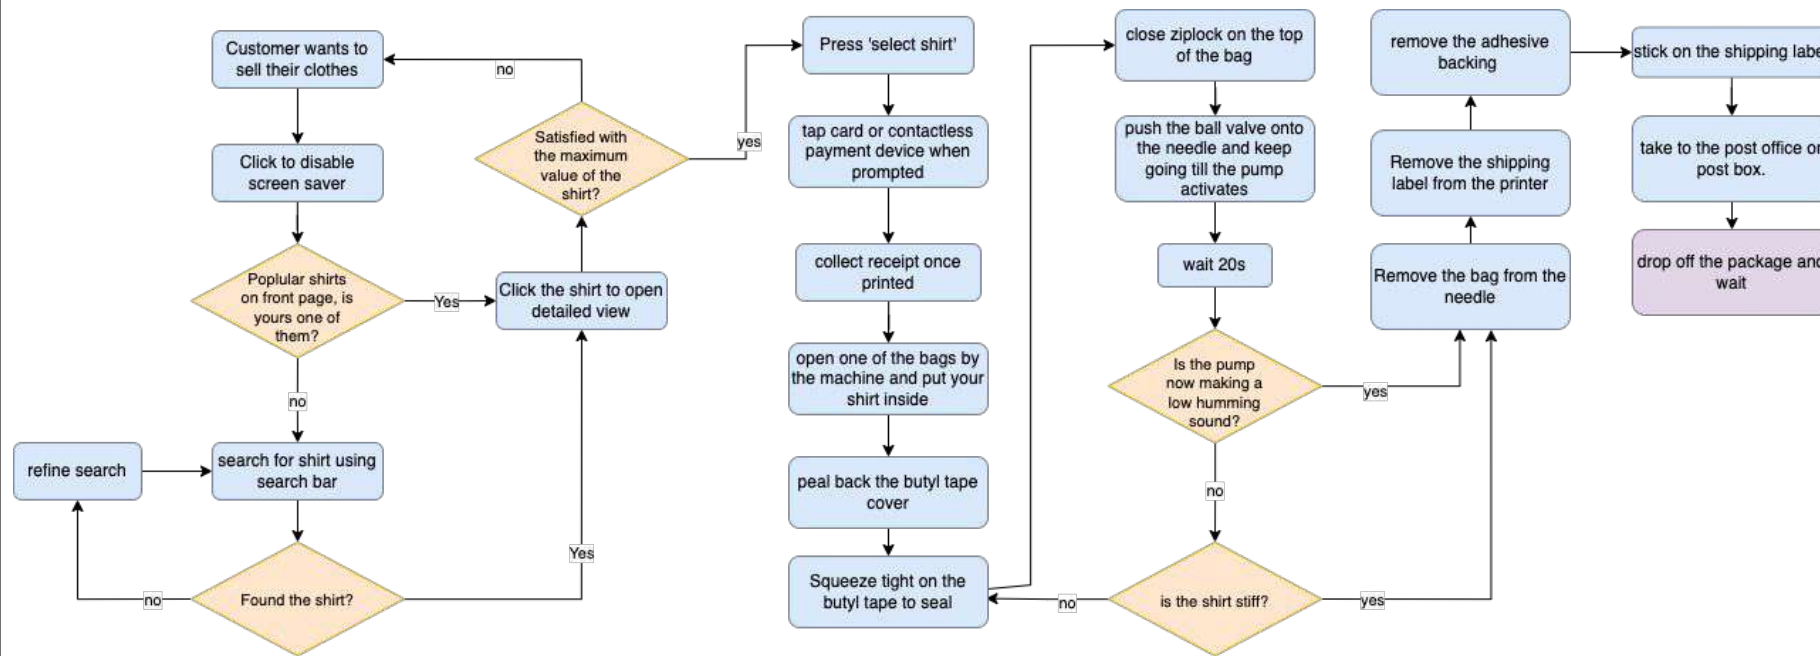 Customer wants to
sell their clothes
no
Click to disable
screen saver
Satisfied with
the maximum
value of the
shirt?
yes
Poplular shirts
on front page, is
yours one of
them?
Yes
Click the shirt to open
detailed view
no
refine search
search for shirt using
search bar
Yes
no
Found the shirt?
Press 'select shirt'
tap card or contactless
payment device when
prompted
collect receipt once
printed
open one of the bags by
the machine and put your
shirt inside
peal back the butyl tape
cover
Squeeze tight on the
butyl tape to seal
close ziplock on the top
of the bag
push the ball valve onto
the needle and keep
going till the pump
activates
wait 20s
Is the pump
now making a
low humming
sound?
yes
no
is the shirt stiff?
no
yes
Remove the bag from the
needle
Remove the shipping
label from the printer
remove the adhesive
backing
stick on the shipping labe
take to the post office or
post box.
drop off the package and
wait